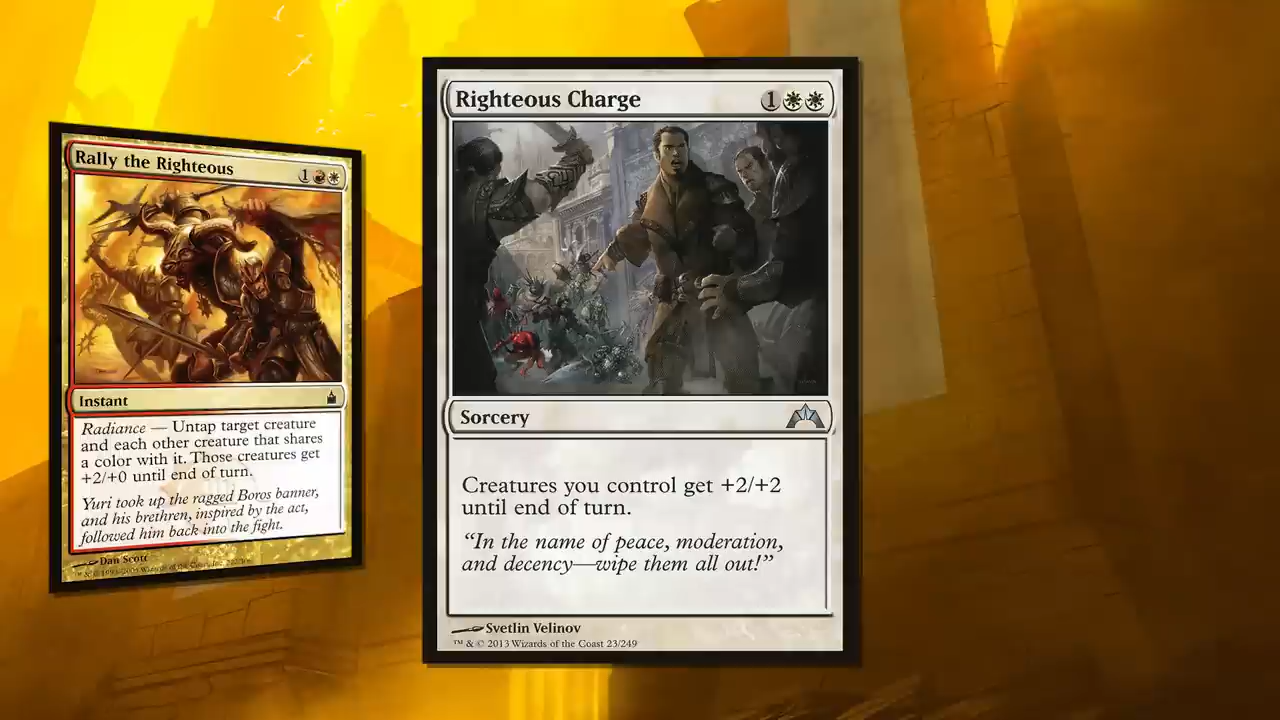 Rally the Righteous
1
Instant
Radiance — Untap target creature
and each other creature that shares
a color with it. Those creatures get
+2/+0 until end of turn.
Yuri took up the ragged Boros banner,
and his brethren, inspired by the act,
followed him back into the fight.
Dan Scott
Righteous Charge
1
Sorcery
Creatures you control get +2/+2
until end of turn.
“In the name of peace, moderation,
and decency—wipe them all out!”
Svetlin Velinov
™ & © 2013 Wizards of the Coast 23/249